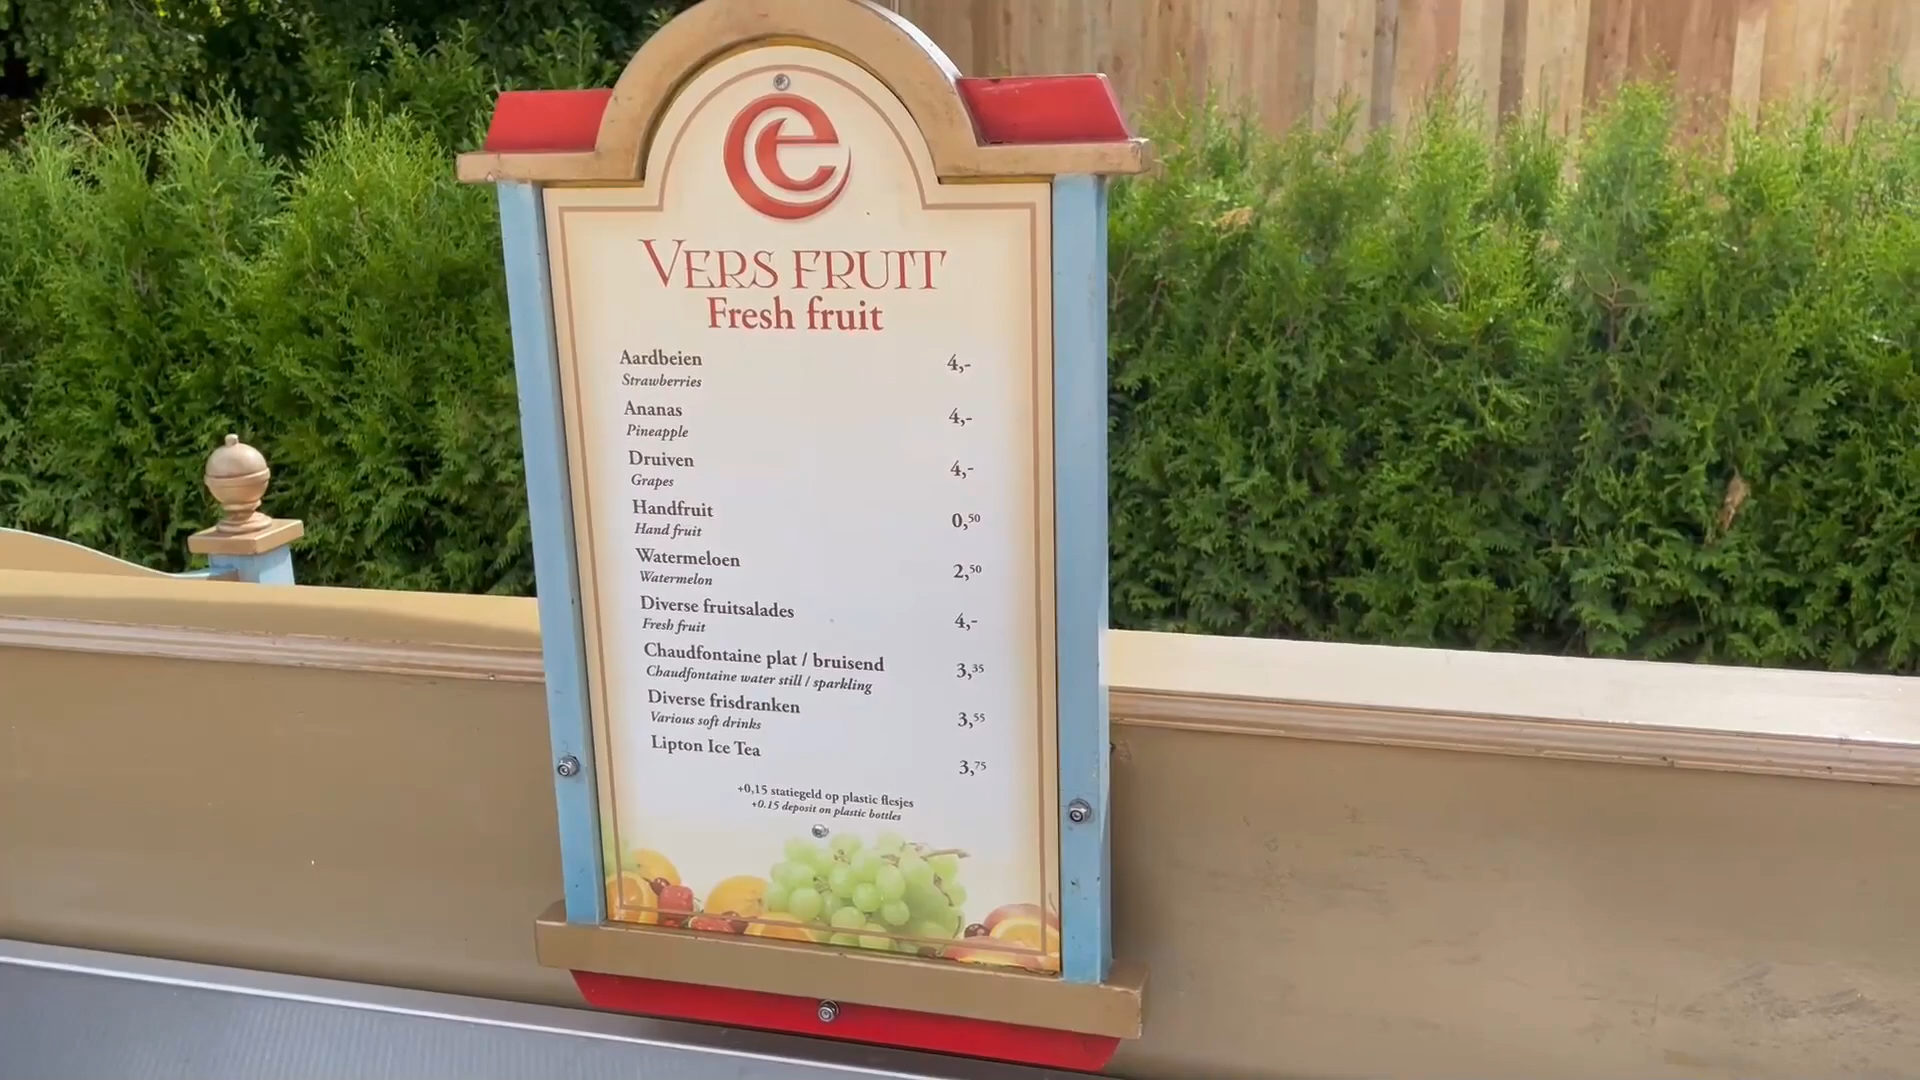 e
VERS FRUIT
Fresh fruit
Aardbeien 4,-
Strawberries
Ananas 4,-
Pineapple
Druiven 4,-
Grapes
Handfruit 0,50
Hand fruit
Watermeloen 2,50
Watermelon
Diverse fruitsalades 4,-
Fresh fruit
Chaudfontaine plat / bruisend 3,35
Chaudfontaine water still / sparkling
Diverse frisdranken 3,55
Various soft drinks
Lipton Ice Tea 3,75
+0,15 statiegeld op plastic flesjes
+0.15 deposit on plastic bottles